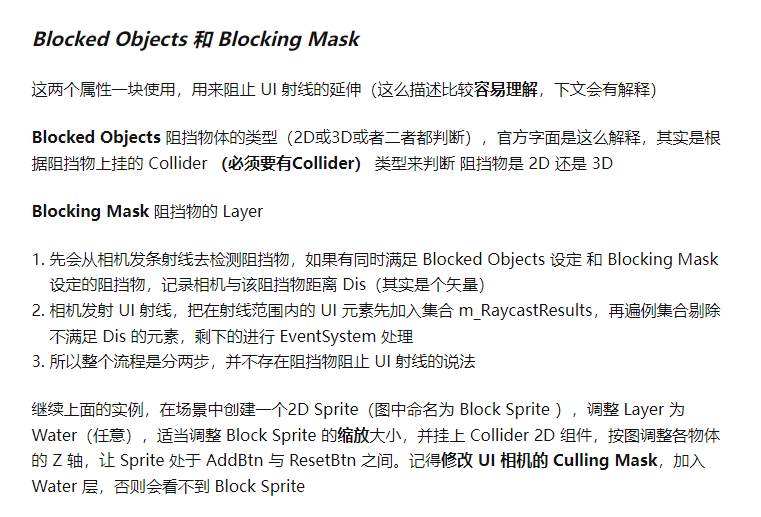 Blocked Objects 和 Blocking Mask
这两个属性一块使用，用来阻止 UI 射线的延伸（这么描述比较容易理解，下文会有解释）
Blocked Objects 阻挡物体的类型（2D或3D或者二者都判断），官方字面是这么解释，其实是根
据阻挡物上挂的 Collider （必须要有Collider） 类型来判断 阻挡物是 2D 还是 3D
Blocking Mask 阻挡物的 Layer
1. 先会从相机发条射线去检测阻挡物，如果有同时满足 Blocked Objects 设定 和 Blocking Mask
设定的阻挡物，记录相机与该阻挡物距离 Dis（其实是个矢量）
2. 相机发射 UI 射线，把在射线范围内的 UI 元素先加入集合 m_RaycastResults，再遍例集合剔除
不满足 Dis 的元素，剩下的进行 EventSystem 处理
3. 所以整个流程是分两步，并不存在阻挡物阻止 UI 射线的说法
继续上面的实例，在场景中创建一个2D Sprite（图中命名为 Block Sprite ），调整 Layer 为
Water（任意），适当调整 Block Sprite 的缩放大小，并挂上 Collider 2D 组件，按图调整各物体
的 Z 轴，让 Sprite 处于 AddBtn 与 ResetBtn 之间。记得修改 UI 相机的 Culling Mask，加入
Water 层，否则会看不到 Block Sprite